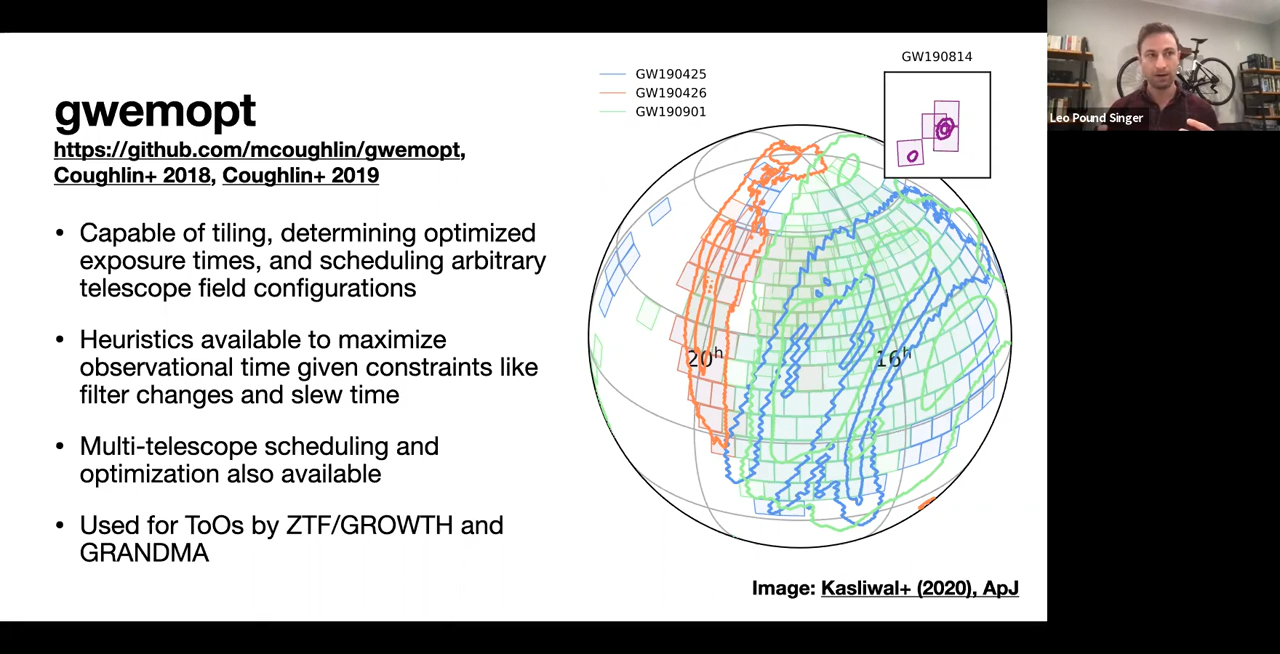 gwemopt
https://github.com/mcoughlin/gwemopt,
Coughlin+ 2018, Coughlin+ 2019
• Capable of tiling, determining optimized
exposure times, and scheduling arbitrary
telescope field configurations
• Heuristics available to maximize
observational time given constraints like
filter changes and slew time
• Multi-telescope scheduling and
optimization also available
• Used for ToOs by ZTF/GROWTH and
GRANDMA
GW190425
GW190426
GW190901
GW190814
20h
16h
Image: Kasliwal+ (2020), ApJ
Leo Pound Singer